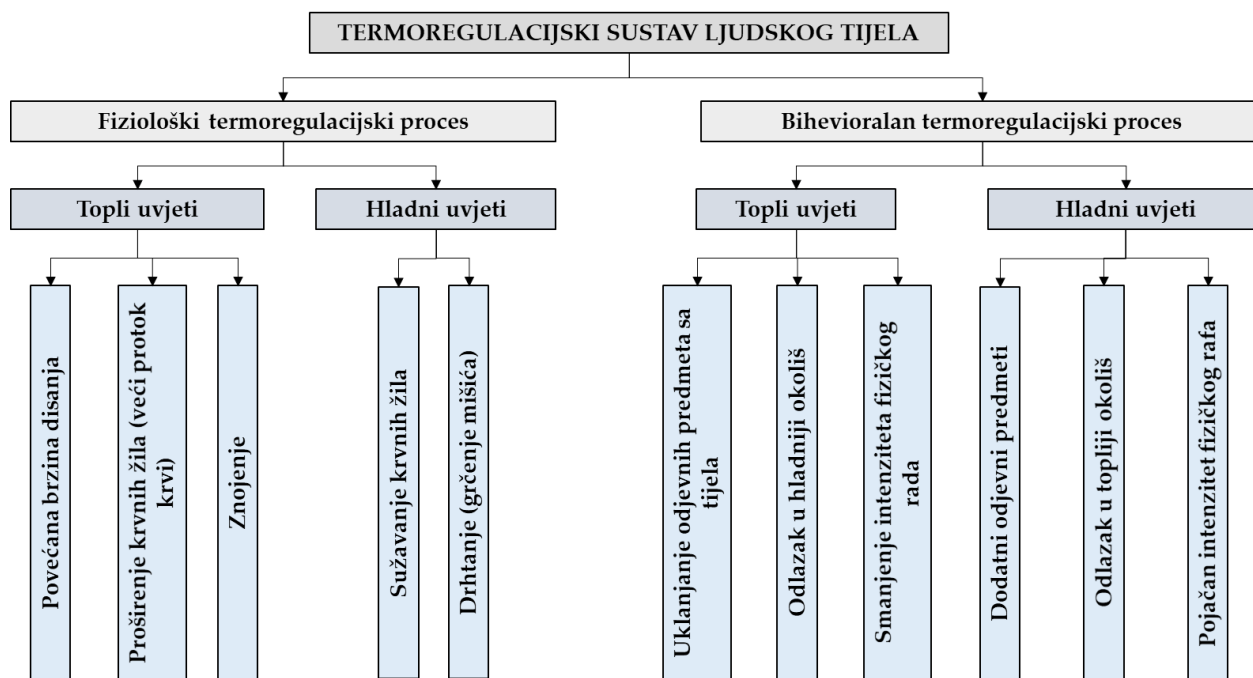 TERMOREGULACIJSKI SUSTAV LJUDSKOG TIJELA
Fiziološki termoregulacijski proces
Bihevioralan termoregulacijski proces
Topli uvjeti
Hladni uvjeti
Topli uvjeti
Hladni uvjeti
Povećana brzina disanja
Proširenje krvnih žila (veći protok
krvi)
Znojenje
Sužavanje krvnih žila
Drhtanje (grčenje mišića)
Uklanjanje odjevnih predmeta sa
tijela
Odlazak u hladniji okoliš
Smanjenje intenziteta fizičkog
rada
Dodatni odjevni predmeti
Odlazak u topliji okoliš
Pojačan intenzitet fizičkog rafa